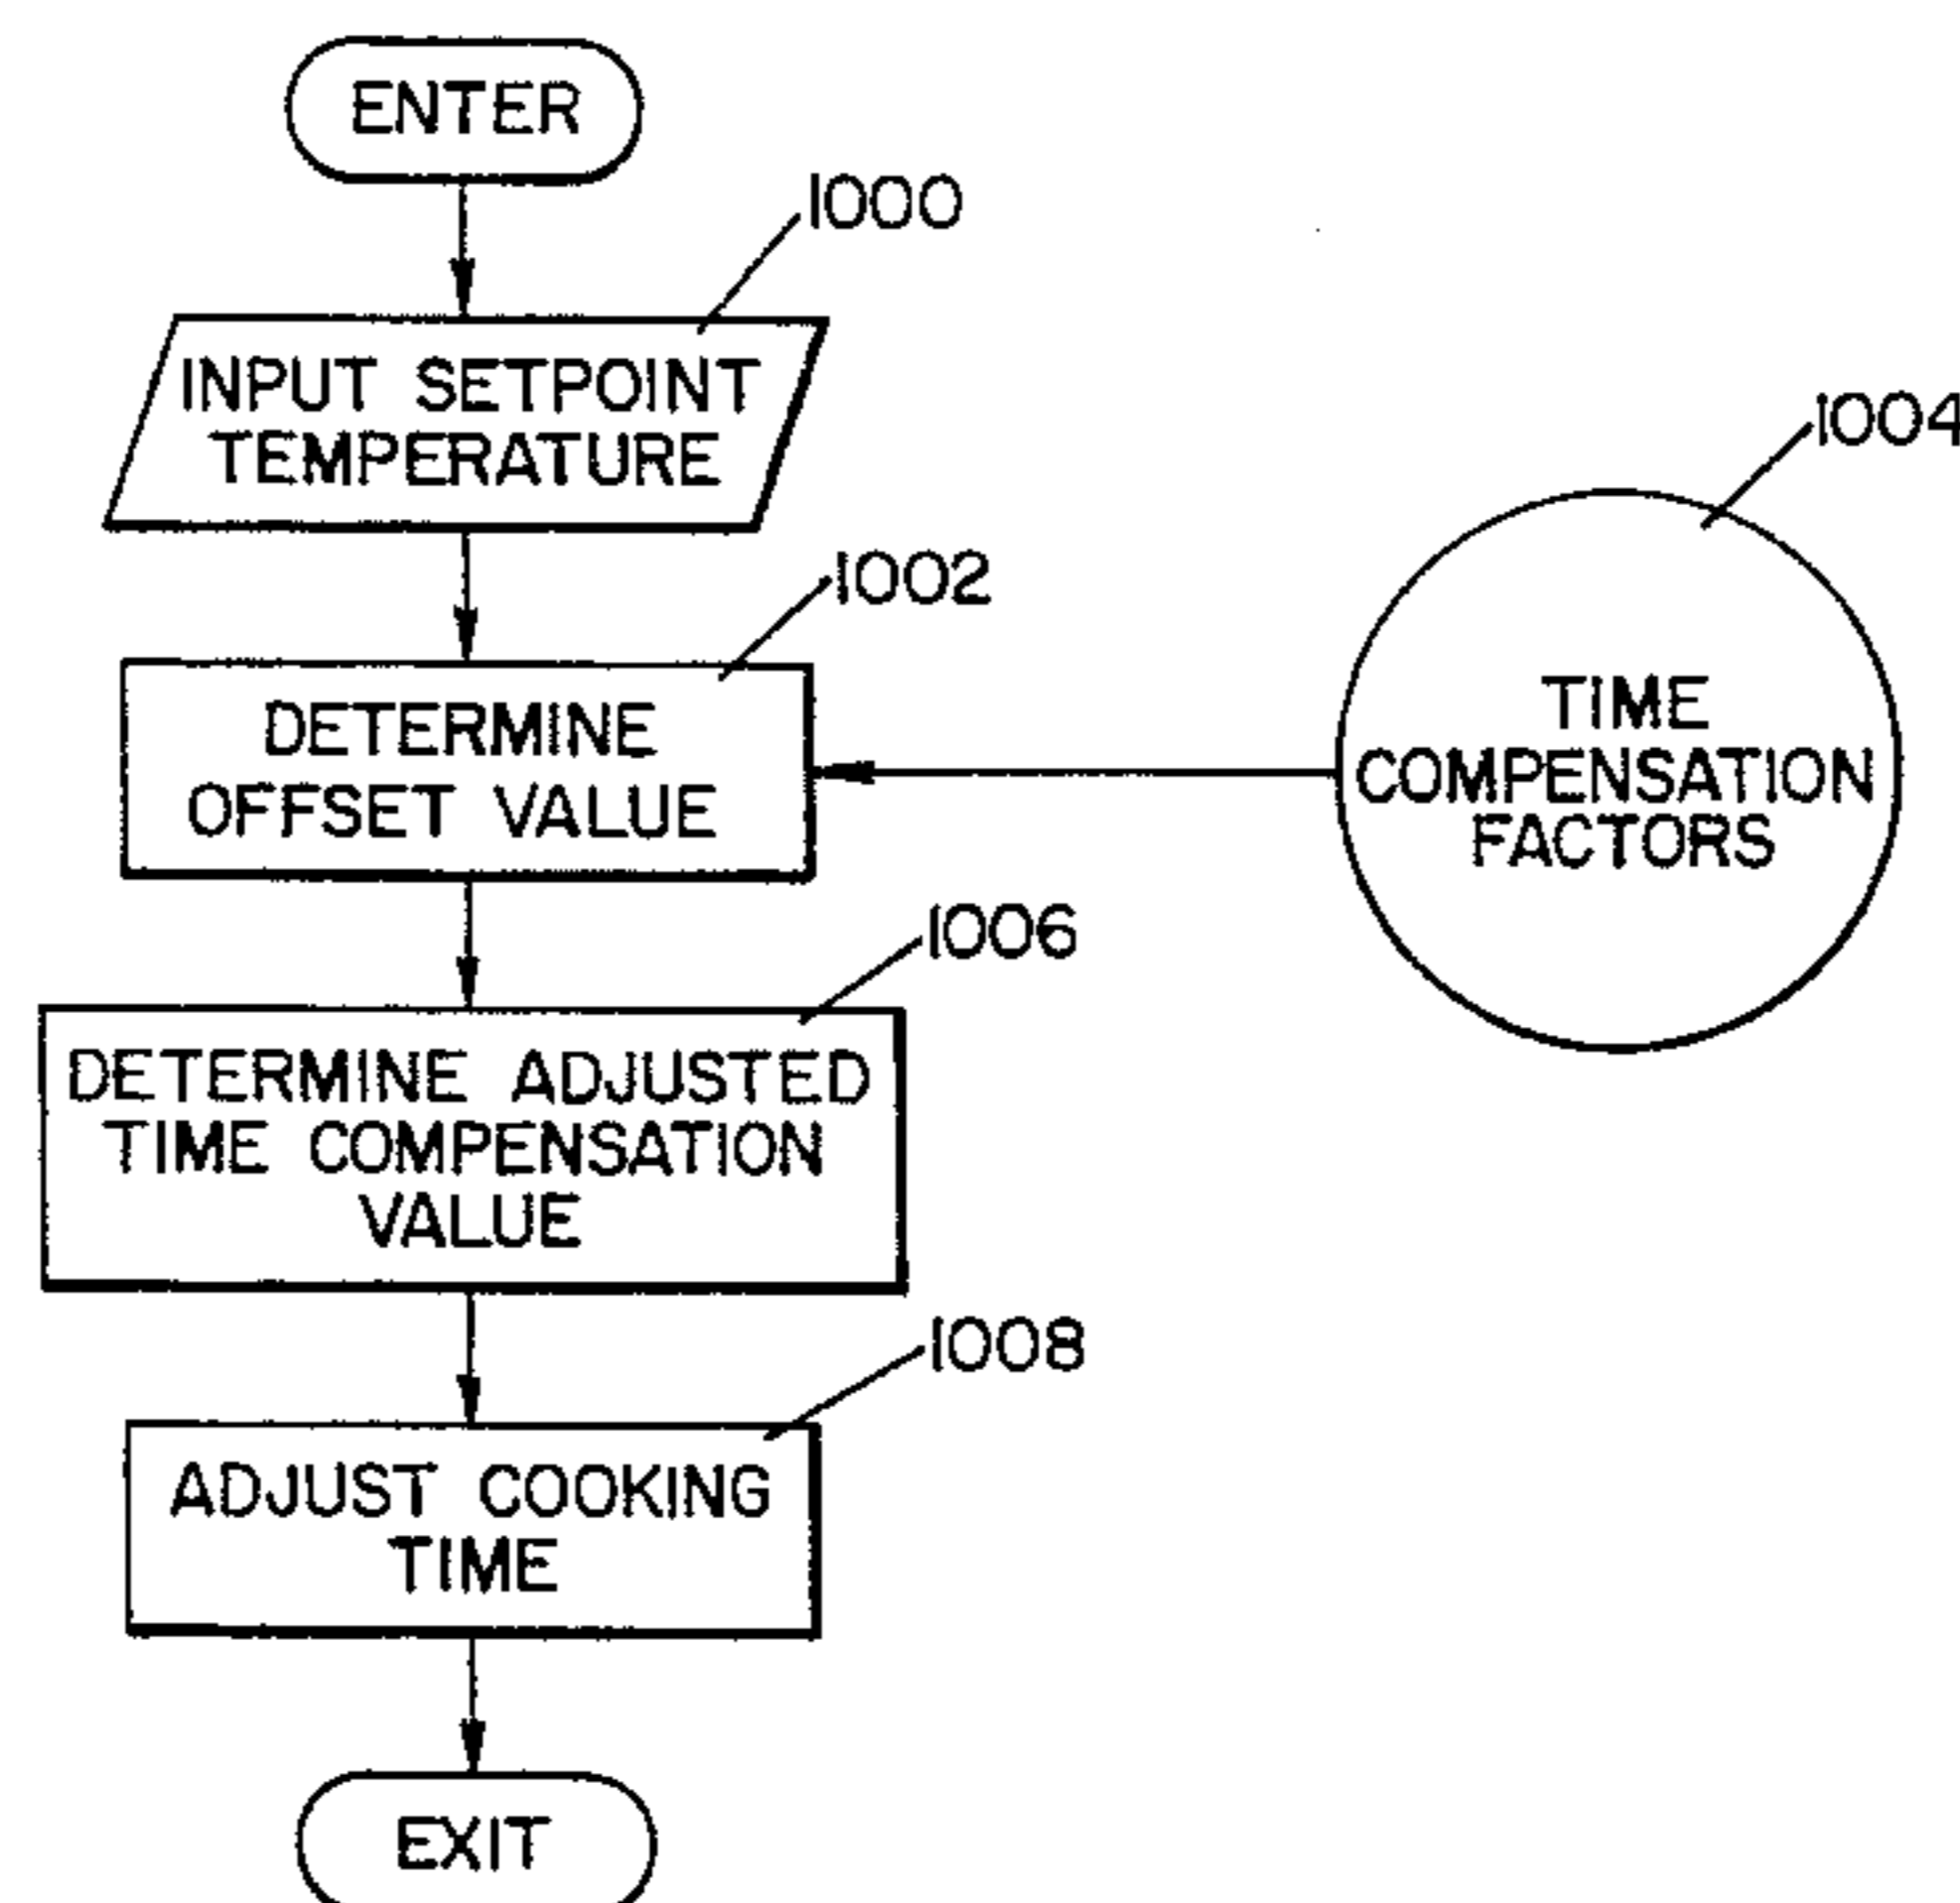 ENTER
1000
INPUT SETPOINT
TEMPERATURE
1004
1002
DETERMINE
OFFSET VALUE
TIME
COMPENSATION
FACTORS
1006
DETERMINE ADJUSTED
TIME COMPENSATION
VALUE
1008
ADJUST COOKING
TIME
EXIT